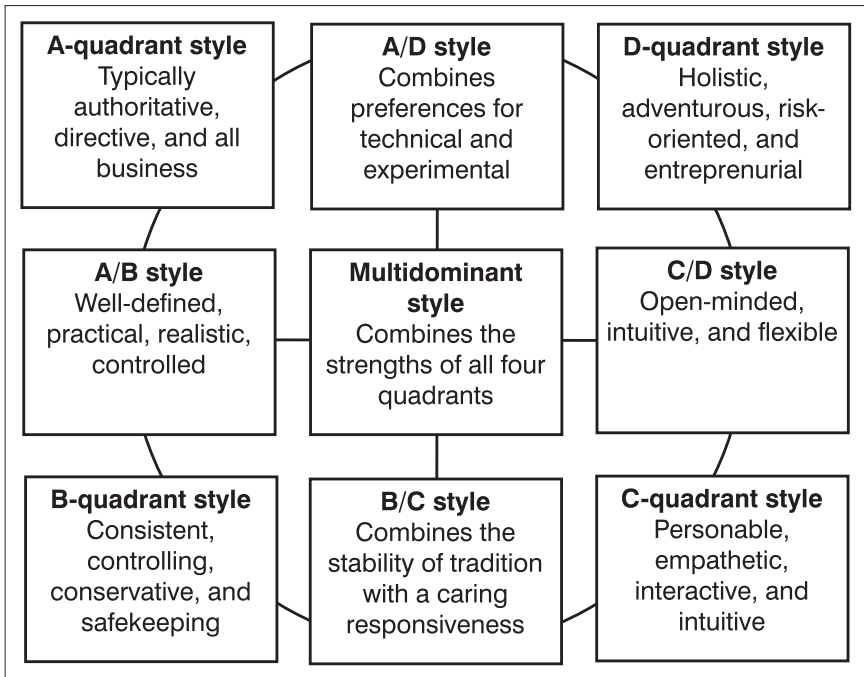 A-quadrant style
Typically
authoritative,
directive, and all
business
A/D style
Combines
preferences for
technical and
experimental
D-quadrant style
Holistic,
adventurous, risk-
oriented, and
entreprenurial
A/B style
Well-defined,
practical, realistic,
controlled
Multidominant
style
Combines the
strengths of all four
quadrants
C/D style
Open-minded,
intuitive, and flexible
B-quadrant style
Consistent,
controlling,
conservative, and
safekeeping
B/C style
Combines the
stability of tradition
with a caring
responsiveness
C-quadrant style
Personable,
empathetic,
interactive, and
intuitive